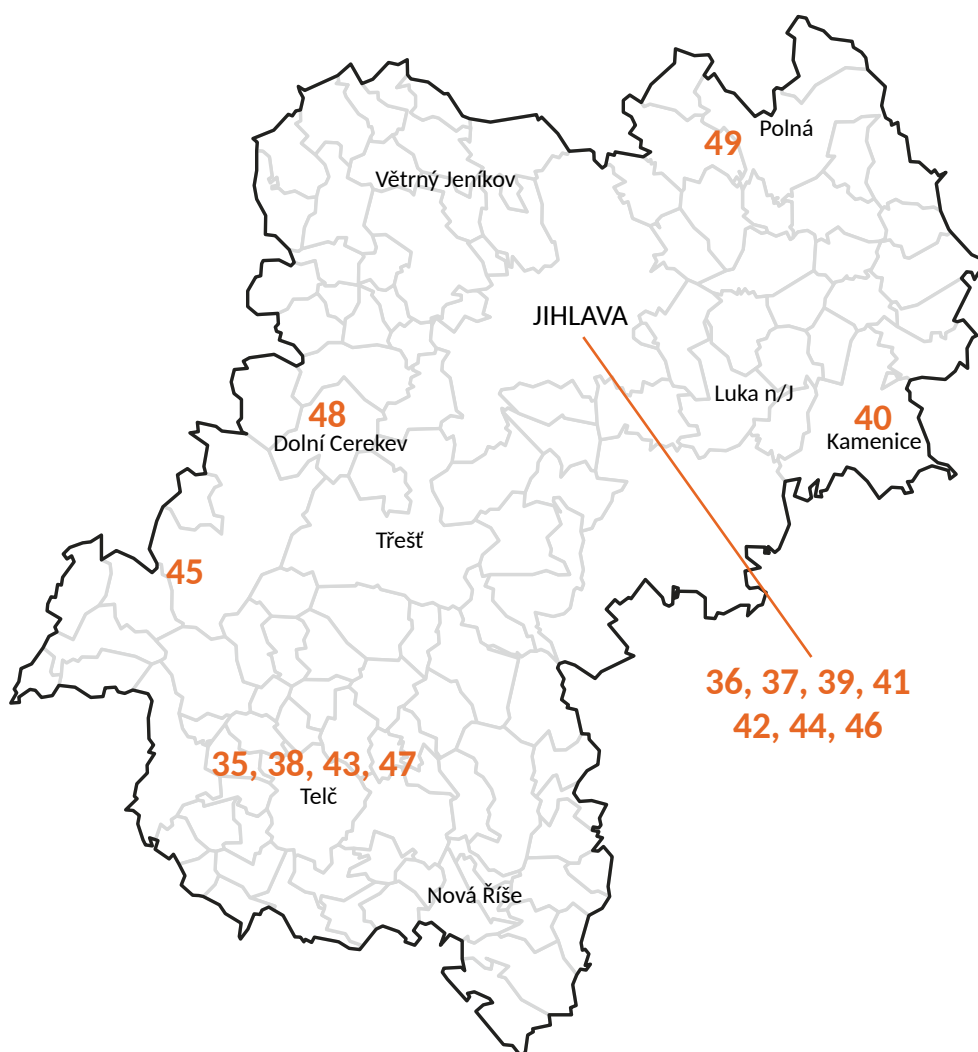 Polná
49
Větrný Jeníkov
JIHLAVA
Luka n/J
48
Dolní Cerekev
40
Kamenice
Třešť
45
36, 37, 39, 41
42, 44, 46
35, 38, 43, 47
Telč
Nová Říše